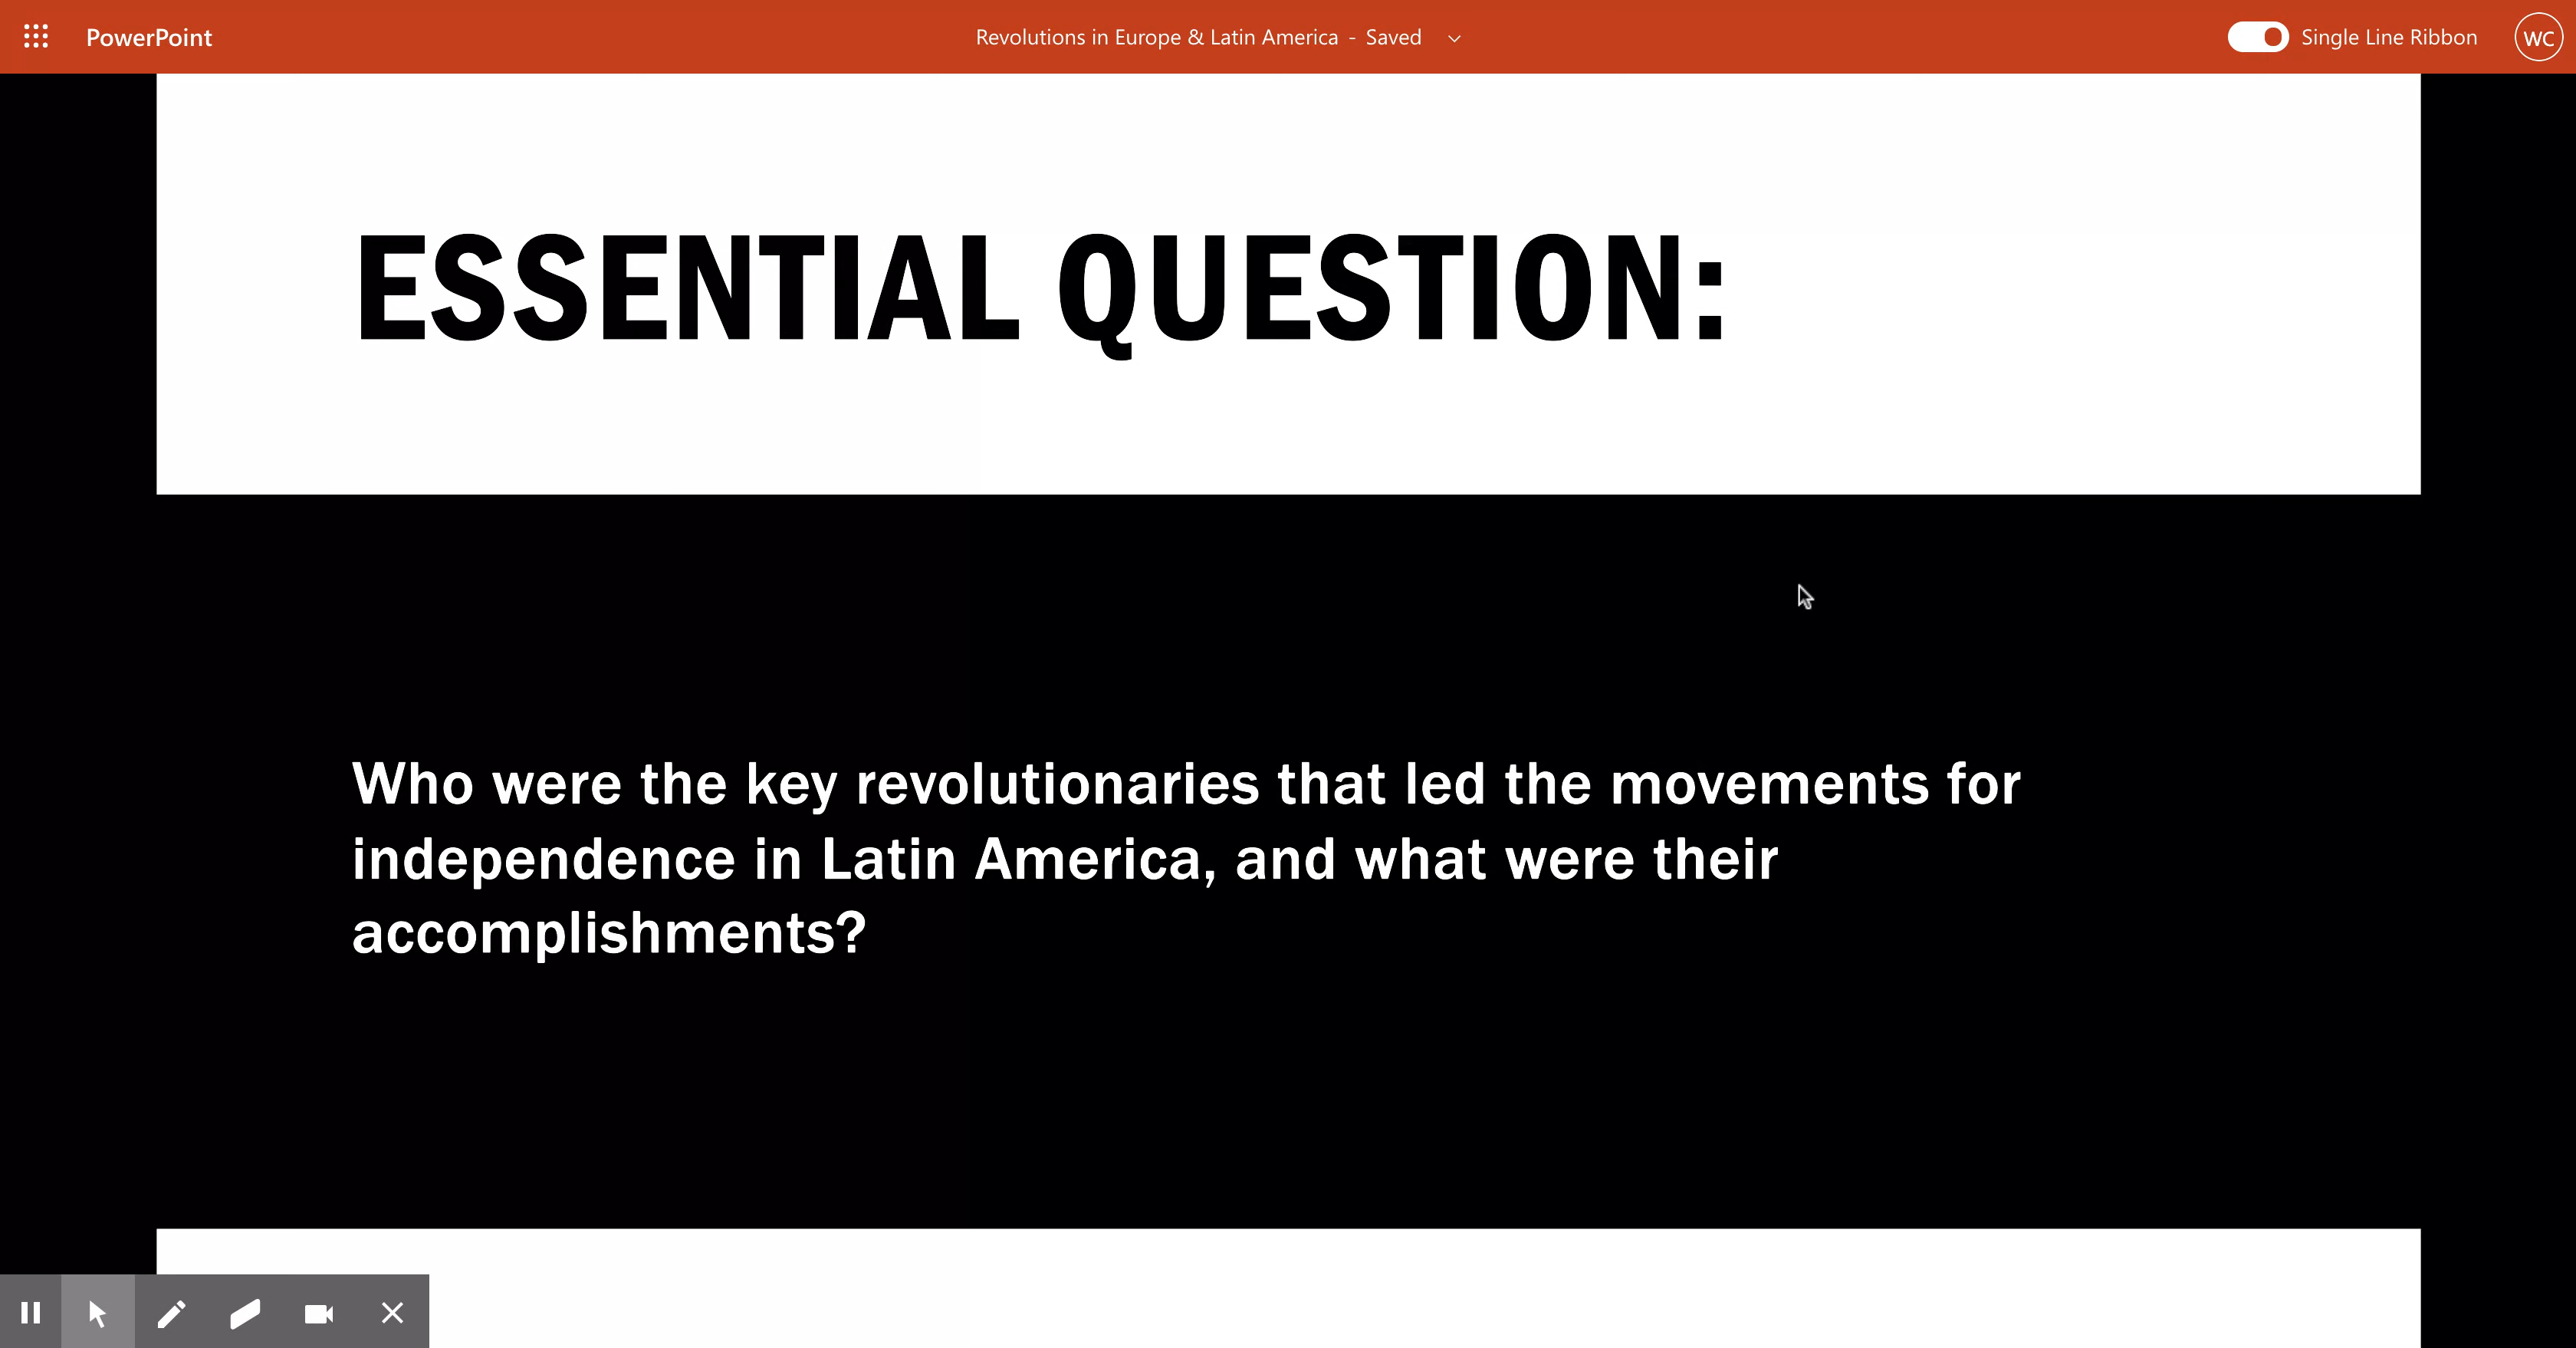 PowerPoint
Revolutions in Europe & Latin America - Saved
Single Line Ribbon
WC
ESSENTIAL QUESTION:
Who were the key revolutionaries that led the movements for
independence in Latin America, and what were their
accomplishments?